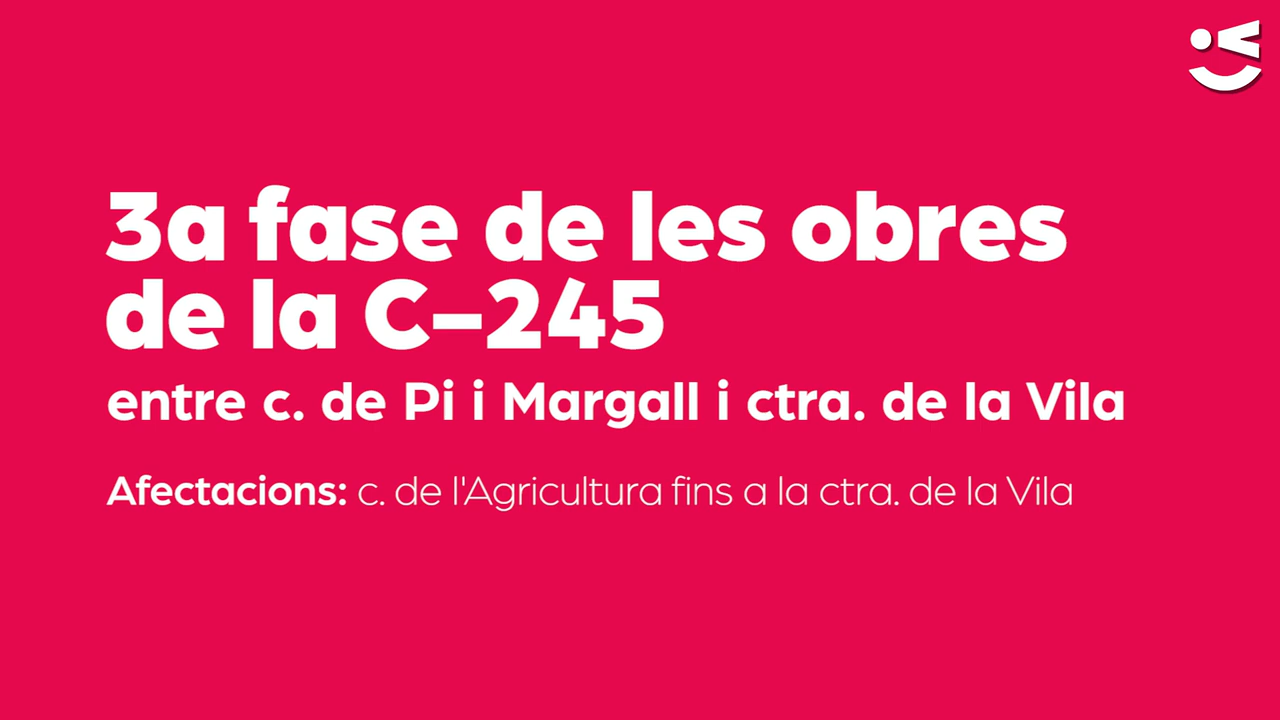 3a fase de les obres
de la C-245
entre c. de Pi i Margall i ctra. de la Vila
Afectacions: c. de l'Agricultura fins a la ctra. de la Vila